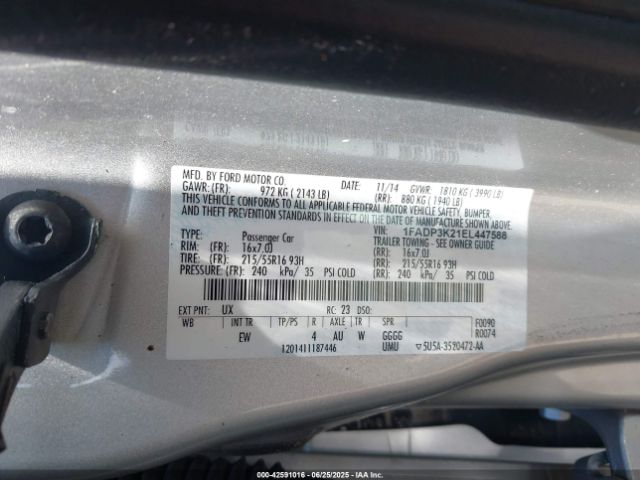 MFD. BY FORD MOTOR CO. DATE: 11/14 GVWR: 1810 KG ( 3990 LB)
GAWR: (FR): 972 KG ( 2143 LB) (RR): 880 KG ( 1940 LB)
THIS VEHICLE CONFORMS TO ALL APPLICABLE FEDERAL MOTOR VEHICLE SAFETY, BUMPER,
AND THEFT PREVENTION STANDARDS IN EFFECT ON THE DATE OF MANUFACTURE SHOWN ABOVE.
VIN: 1FADP3K21EL447588
TYPE: Passenger Car TRAILER TOWING - SEE OWNER GUIDE
RIM: (FR): 16x7.0J (RR): 16x7.0J
TIRE: (FR): 215/55R16 93H (RR): 215/55R16 93H
PRESSURE: (FR): 240 kPa/ 35 PSI COLD (RR): 240 kPa/ 35 PSI COLD
EXT PNT: UX RC: 23 DSO:
WB INT TR TP/PS R AXLE TR SPR F0090
EW 4 AU W GGGG R0074
1201411187446 UMU 5U5A-3520472-AA
000-42591016 - 06/25/2025 - IAAI.COM